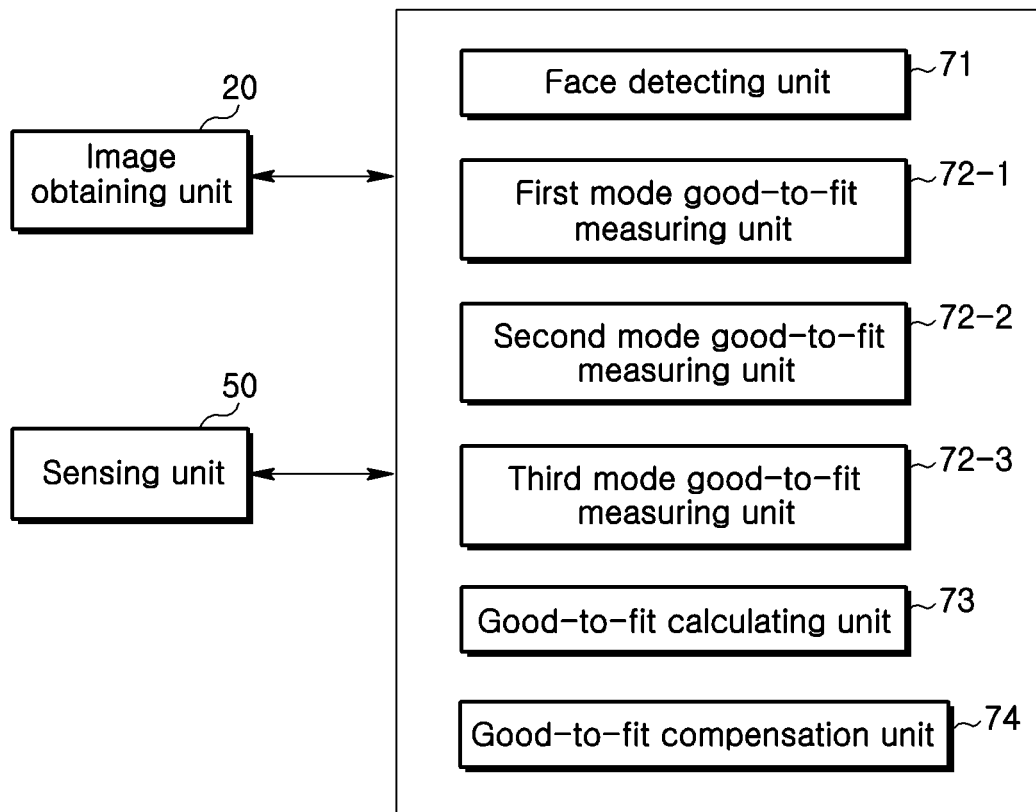 20
Image
obtaining unit
50
Sensing unit
Face detecting unit
71
First mode good-to-fit
measuring unit
72-1
Second mode good-to-fit
measuring unit
72-2
Third mode good-to-fit
measuring unit
72-3
Good-to-fit calculating unit
73
Good-to-fit compensation unit
74